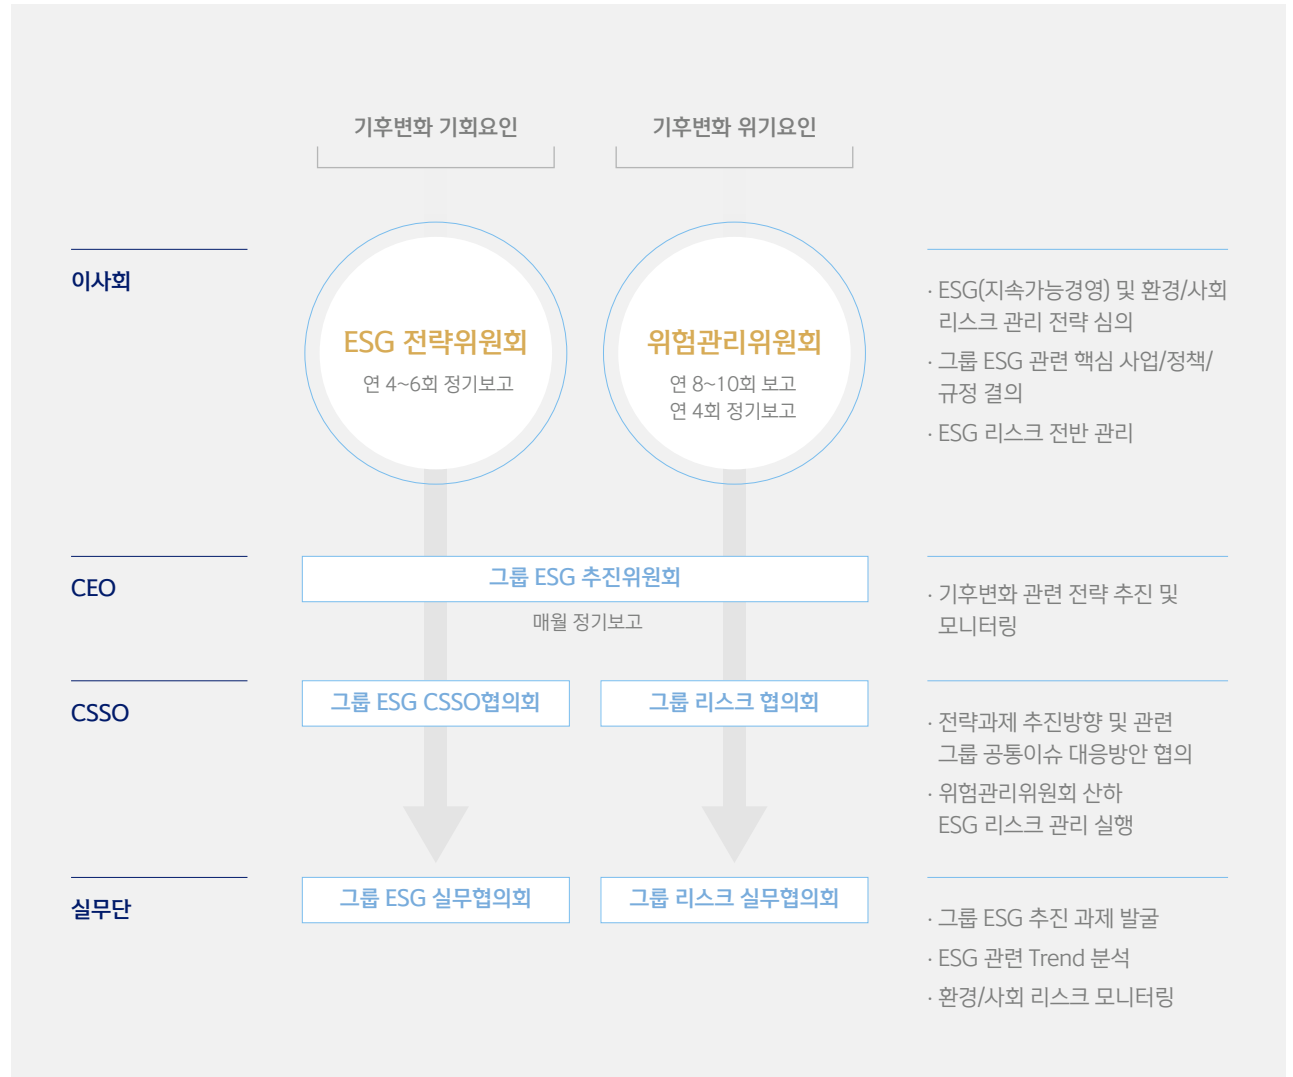 기후변화 기회요인
기후변화 위기요인
이사회
ESG 전략위원회
연 4~6회 정기보고
위험관리위원회
연 8~10회 보고
연 4회 정기보고
· ESG(지속가능경영) 및 환경/사회
리스크 관리 전략 심의
· 그룹 ESG 관련 핵심 사업/정책/
규정 결의
· ESG 리스크 전반 관리
CEO
그룹 ESG 추진위원회
매월 정기보고
· 기후변화 관련 전략 추진 및
모니터링
CSSO
그룹 ESG CSSO협의회
그룹 리스크 협의회
· 전략과제 추진방향 및 관련
그룹 공통이슈 대응방안 협의
· 위험관리위원회 산하
ESG 리스크 관리 실행
실무단
그룹 ESG 실무협의회
그룹 리스크 실무협의회
· 그룹 ESG 추진 과제 발굴
· ESG 관련 Trend 분석
· 환경/사회 리스크 모니터링